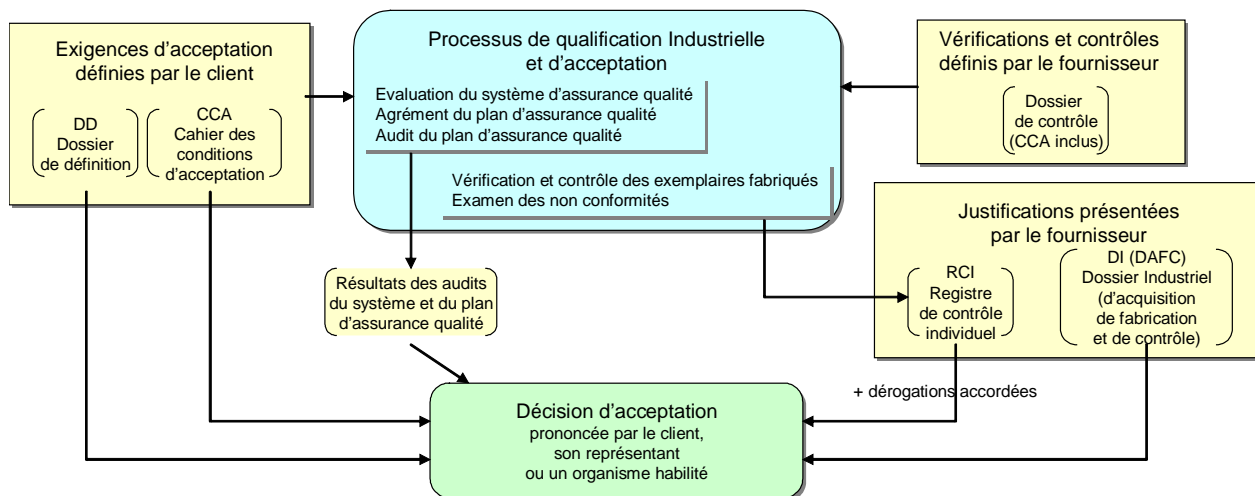 Exigences d'acceptation
définies par le client
DD
Dossier
de définition
CCA
Cahier des
conditions
d'acceptation
Processus de qualification Industrielle
et d'acceptation
Evaluation du système d'assurance qualité
Agrément du plan d'assurance qualité
Audit du plan d'assurance qualité
Vérification et contrôle des exemplaires fabriqués
Examen des non conformités
Vérifications et contrôles
définis par le fournisseur
Dossier
de contrôle
(CCA inclus)
Justifications présentées
par le fournisseur
RCI
Registre
de contrôle
individuel
DI (DAFC)
Dossier Industriel
(d'acquisition
de fabrication
et de contrôle)
Résultats des audits
du système et du plan
d'assurance qualité
+ dérogations accordées
Décision d'acceptation
prononcée par le client,
son représentant
ou un organisme habilité